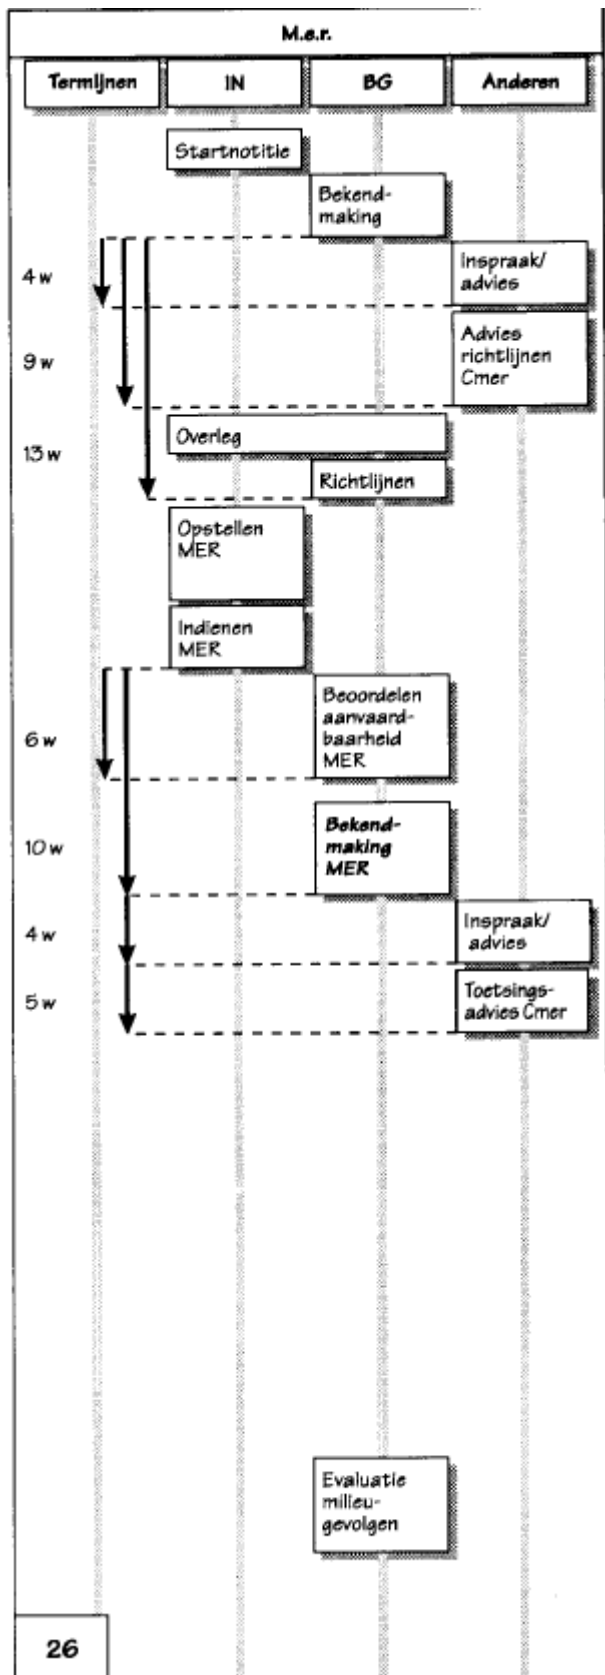 M.e.r.
Termijnen
IN
BG
Anderen
Startnotitie
Bekend-
making
4 w
Inspraak/
advies
9 w
Advies
richtlijnen
Cmer
13 w
Overleg
Richtlijnen
Opstellen
MER
Indienen
MER
6 w
Beoordelen
aanvaard-
baarheid
MER
10 w
Bekend-
making
MER
4 w
Inspraak/
advies
5 w
Toetsings-
advies Cmer
Evaluatie
milieu-
gevolgen
26